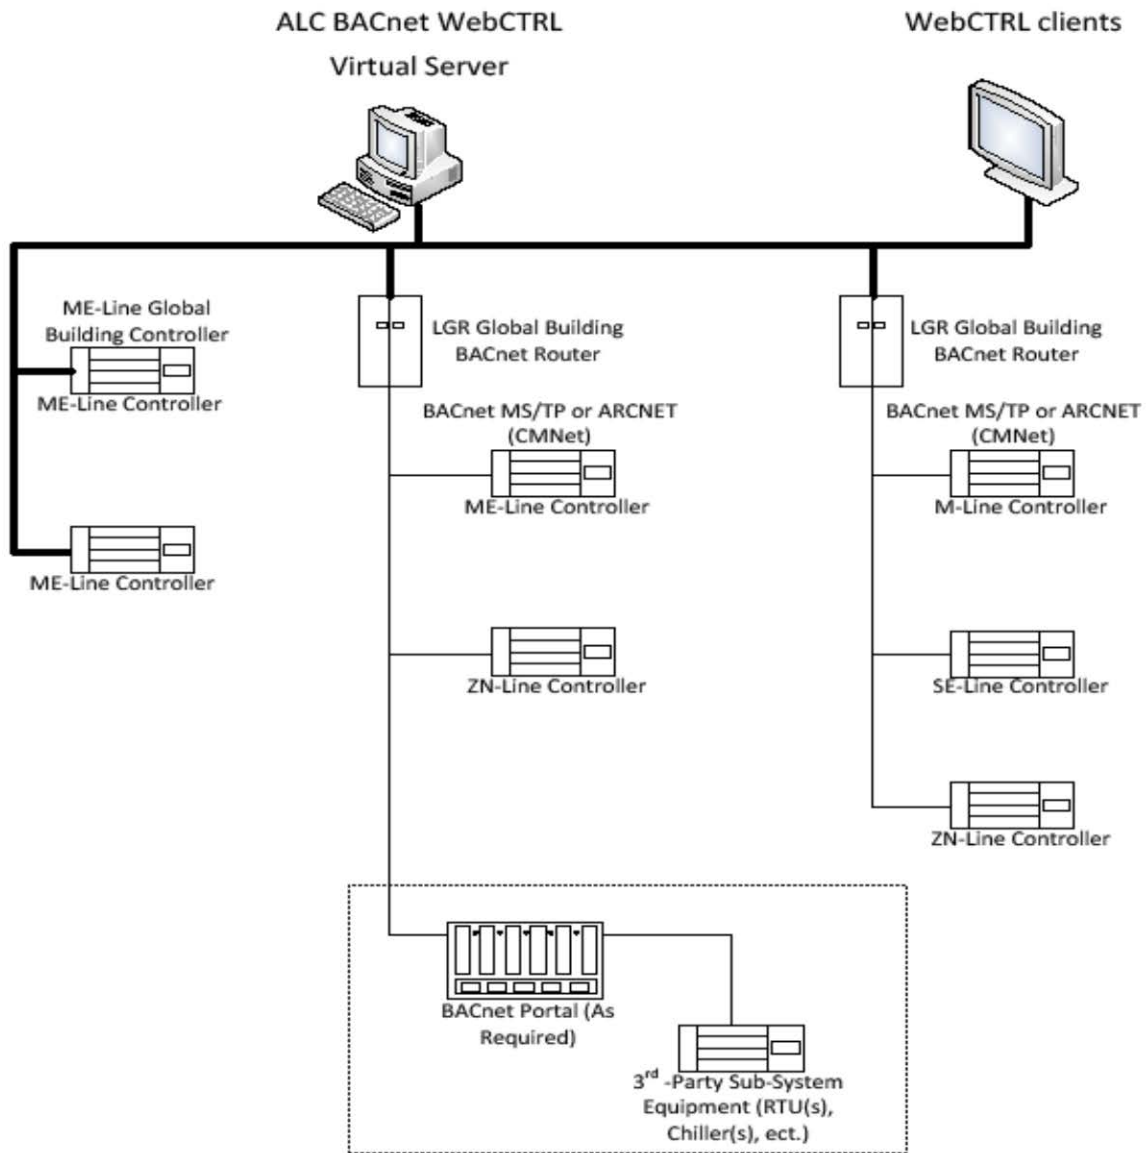 ALC BACnet WebCTRL
Virtual Server
WebCTRL clients
ME-Line Global
Building Controller
ME-Line Controller
ME-Line Controller
LGR Global Building
BACnet Router
BACnet MS/TP or ARCNET
(CMNet)
ME-Line Controller
ZN-Line Controller
LGR Global Building
BACnet Router
BACnet MS/TP or ARCNET
(CMNet)
M-Line Controller
SE-Line Controller
ZN-Line Controller
BACnet Portal (As
Required)
3rd -Party Sub-System
Equipment (RTU(s),
Chiller(s), ect.)